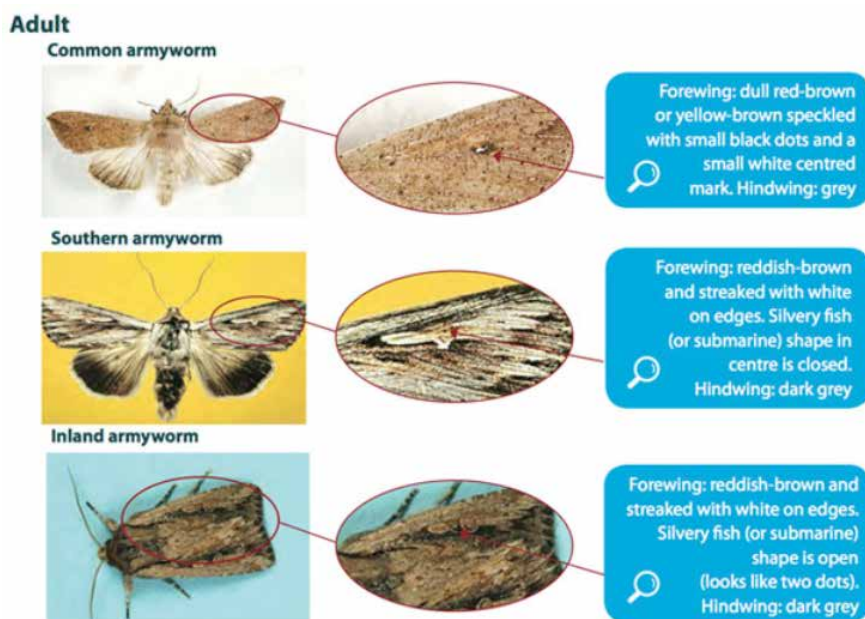 Adult
Common armyworm
Forewing: dull red-brown
or yellow-brown speckled
with small black dots and a
small white centred
mark. Hindwing: grey
Southern armyworm
Forewing: reddish-brown
and streaked with white
on edges. Silvery fish
(or submarine) shape in
centre is closed.
Hindwing: dark grey
Inland armyworm
Forewing: reddish-brown and
streaked with white on edges.
Silvery fish (or submarine)
shape is open
(looks like two dots).
Hindwing: dark grey